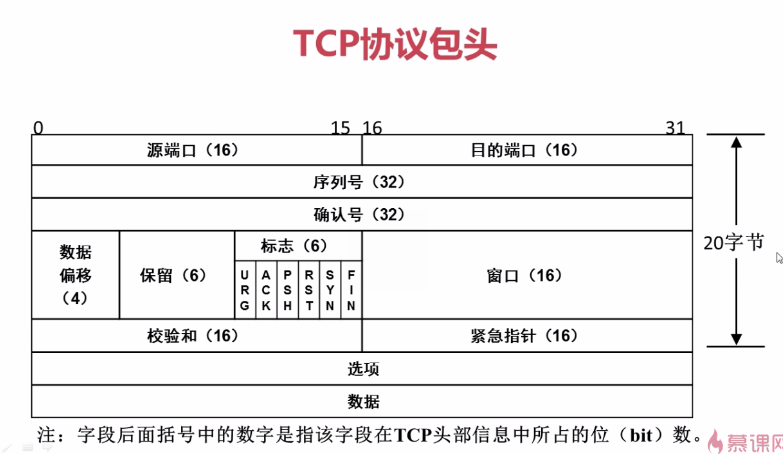 TCP协议包头
0 15 16 31
源端口（16） 目的端口（16）
序列号（32）
确认号（32）
数据
偏移
（4）
保留（6）
标志（6）
URG ACK PSH RST SYN FIN
窗口（16）
20字节
校验和（16） 紧急指针（16）
选项
数据
注：字段后面括号中的数字是指该字段在TCP头部信息中所占的位（bit）数。
慕课网